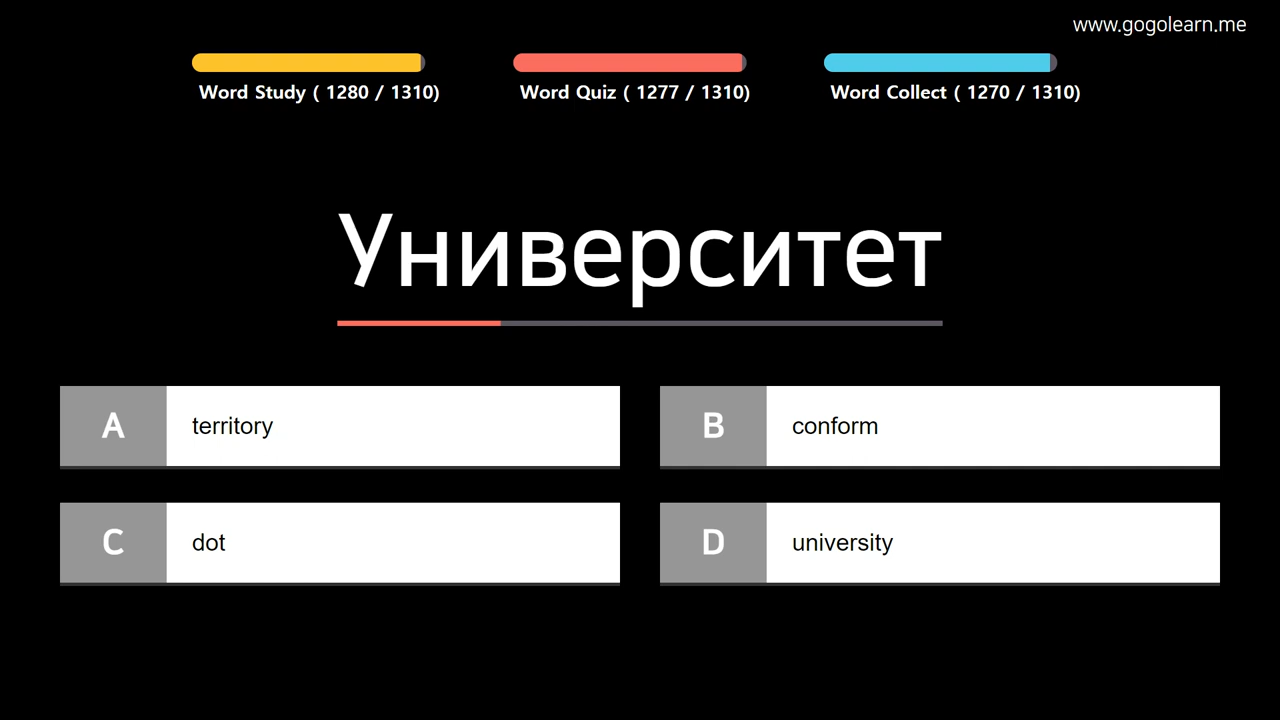 www.gogolearn.me
Word Study ( 1280 / 1310)
Word Quiz ( 1277 / 1310)
Word Collect ( 1270 / 1310)
Университет
A territory
B conform
C dot
D university